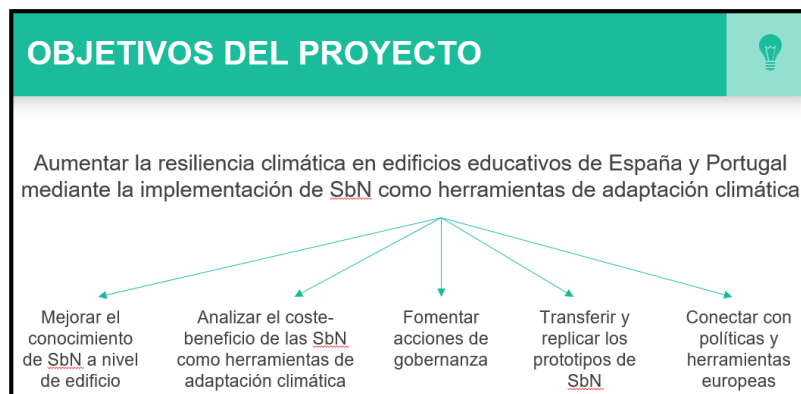 OBJETIVOS DEL PROYECTO
Aumentar la resiliencia climática en edificios educativos de España y Portugal
mediante la implementación de SbN como herramientas de adaptación climática
Mejorar el
conocimiento
de SbN a nivel
de edificio
Analizar el coste-
beneficio de las SbN
como herramientas de
adaptación climática
Fomentar
acciones de
gobernanza
Transferir y
replicar los
prototipos de
SbN
Conectar con
políticas y
herramientas
europeas